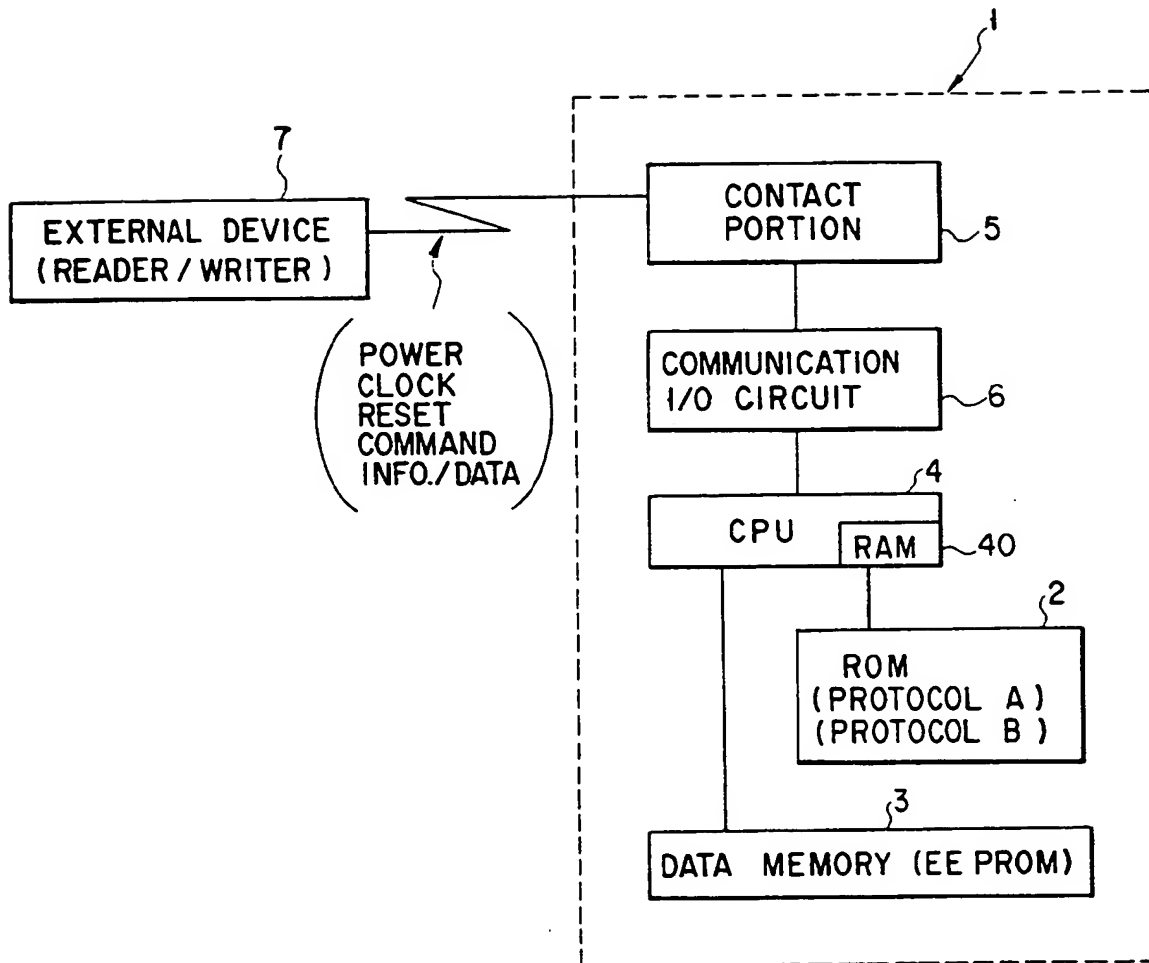 1
7
EXTERNAL DEVICE
(READER / WRITER)
POWER
CLOCK
RESET
COMMAND
INFO./DATA
CONTACT
PORTION
5
COMMUNICATION
I/O CIRCUIT
6
4
CPU
RAM
40
2
ROM
(PROTOCOL A)
(PROTOCOL B)
3
DATA MEMORY (EE PROM)